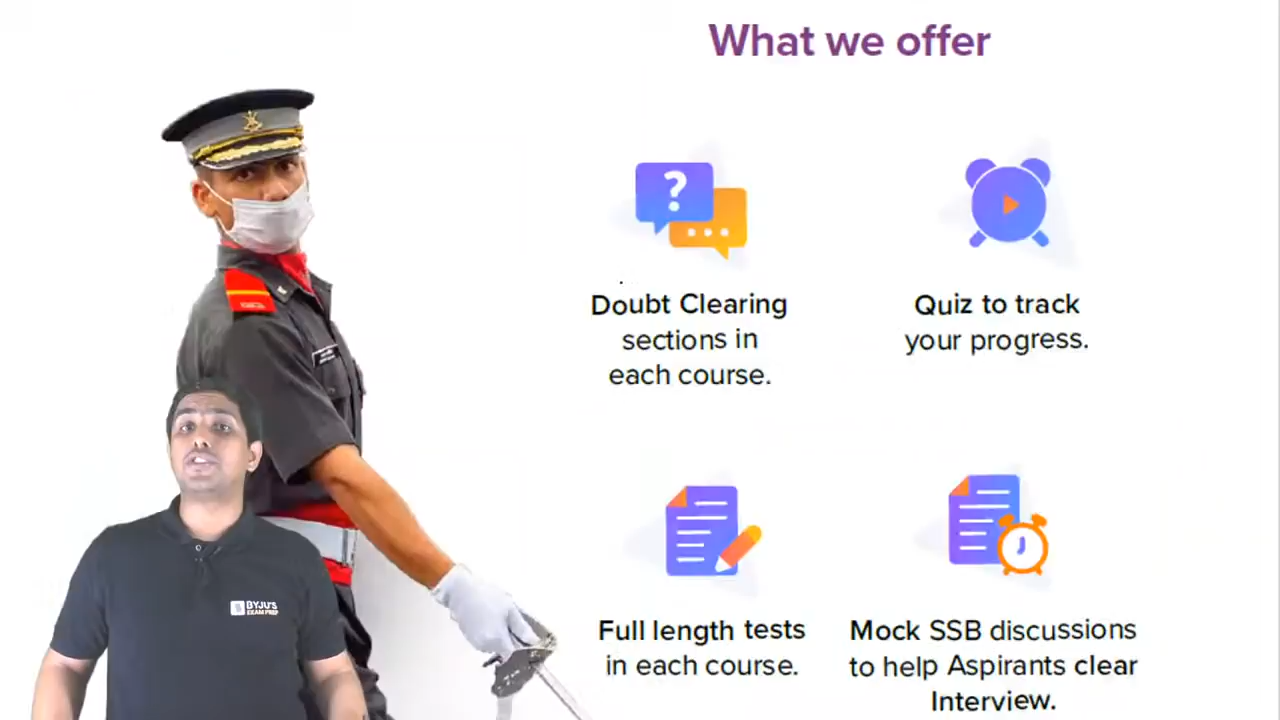 What we offer
?
Doubt Clearing
sections in
each course.
Quiz to track
your progress.
Full length tests
in each course.
Mock SSB discussions
to help Aspirants clear
Interview.
BYJU'S
EXAM PREP